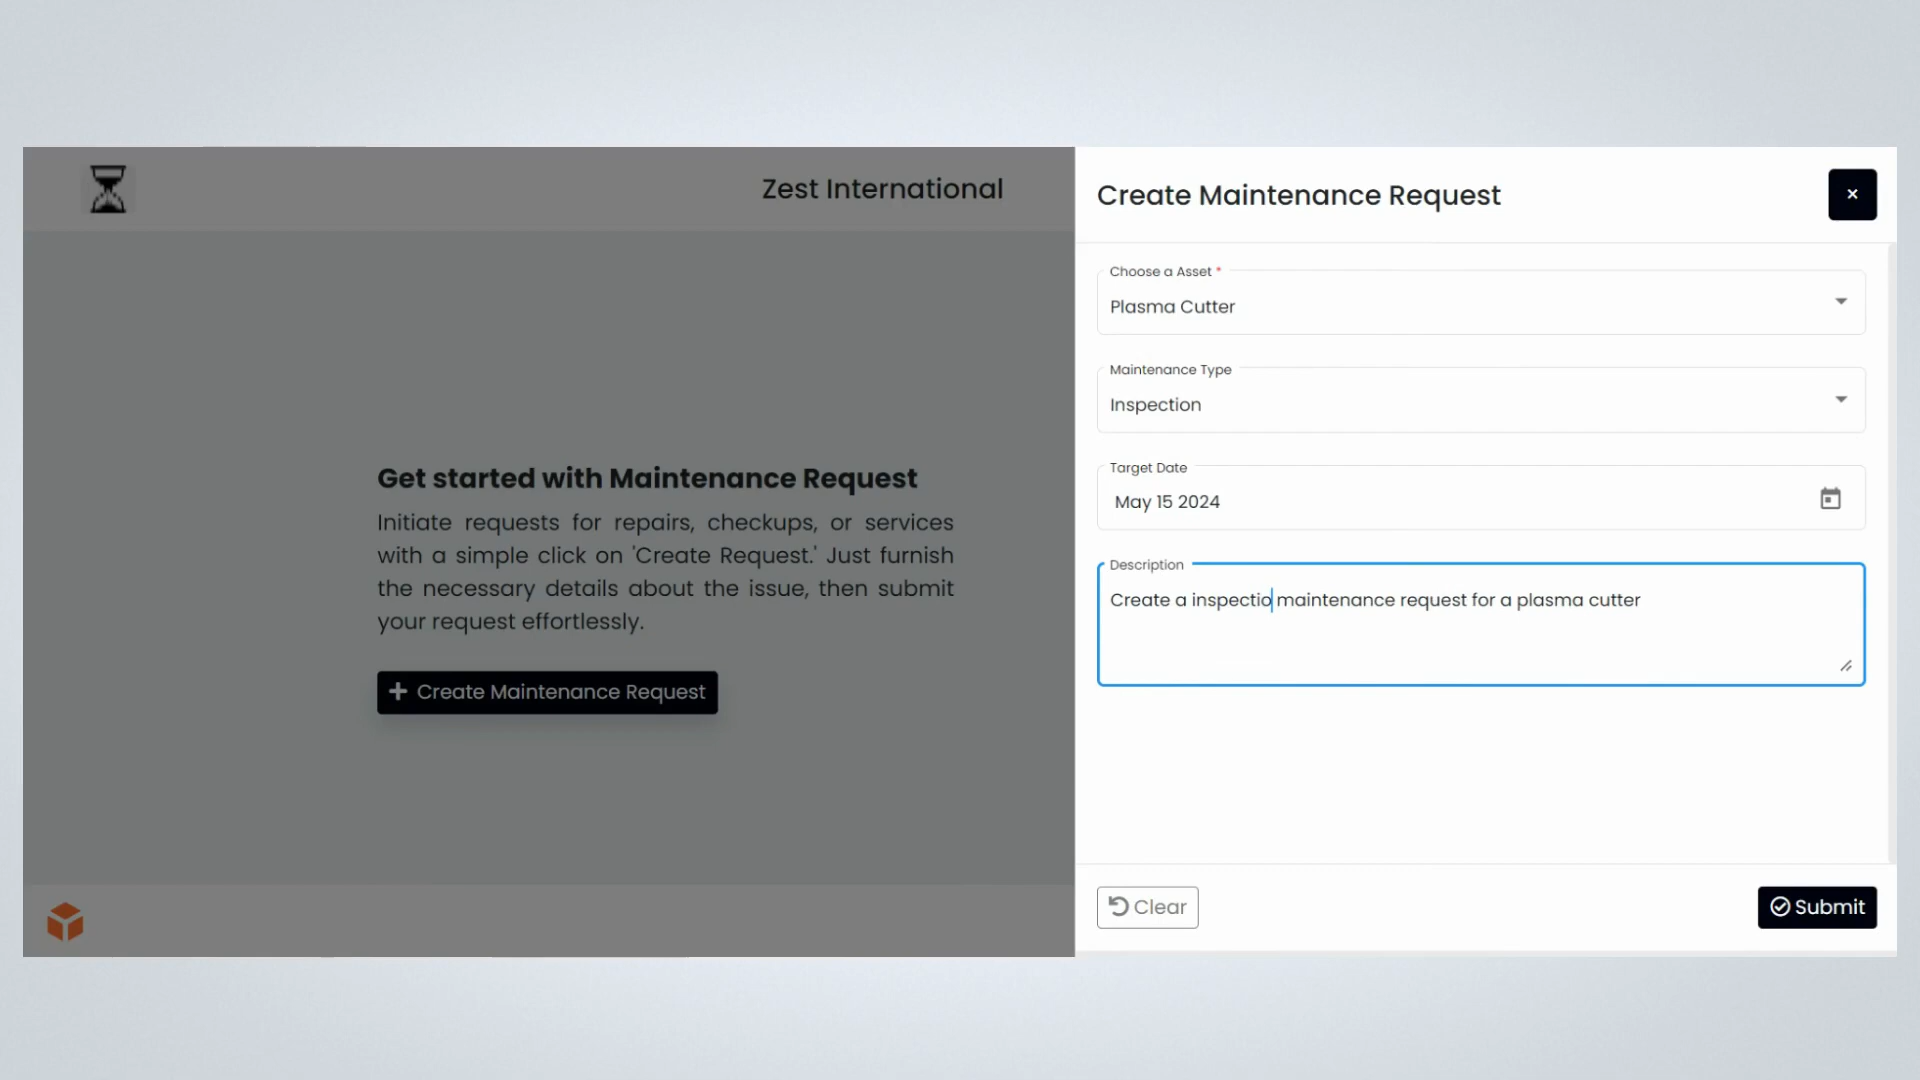 Zest International
Get started with Maintenance Request
Initiate requests for repairs, checkups, or services
with a simple click on 'Create Request.' Just furnish
the necessary details about the issue, then submit
your request effortlessly.
Create Maintenance Request
Create Maintenance Request
Choose a Asset *
Plasma Cutter
Maintenance Type
Inspection
Target Date
May 15 2024
Description
Create a inspectio maintenance request for a plasma cutter
Clear
Submit